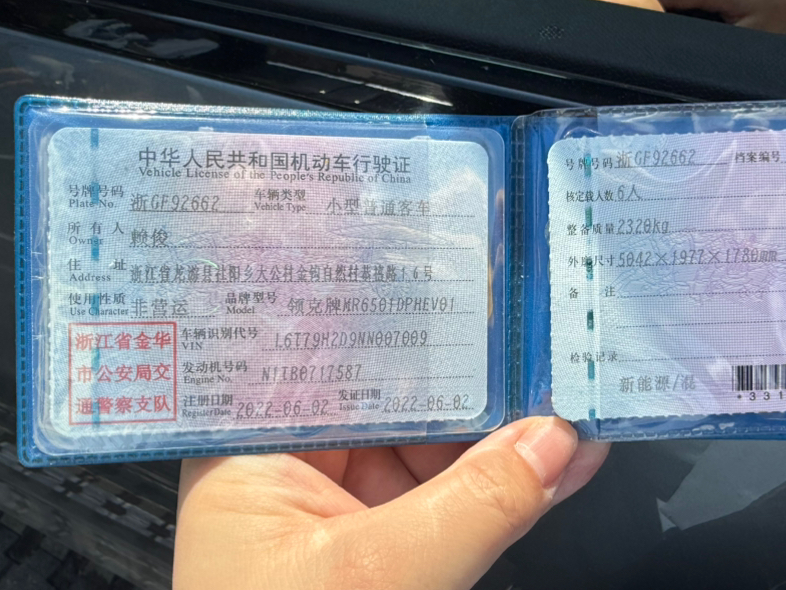 中华人民共和国机动车行驶证
Vehicle License of the People's Republic of China
号牌号码 Plate No. 浙GF92662 车辆类型 Vehicle Type 小型普通客车
所有人 Owner 赖俊
住址 Address 浙江省龙游县社阳乡大公村金钩自然村基塔路16号
使用性质 Use Character 非营运 品牌型号 Model 领克牌MR6501DPHEV01
浙江省金华
市公安局交
通警察支队
车辆识别代号 VIN L6T79H2D9NN007009
发动机号码 Engine No. N1IB0717587
注册日期 Register Date 2022-06-02 发证日期 Issue Date 2022-06-02
号牌号码 浙GF92662 档案编号
核定载人数 6人
整备质量 2320kg
外廓尺寸 5042×1977×1780
备注
检验记录
新能源/混
*331